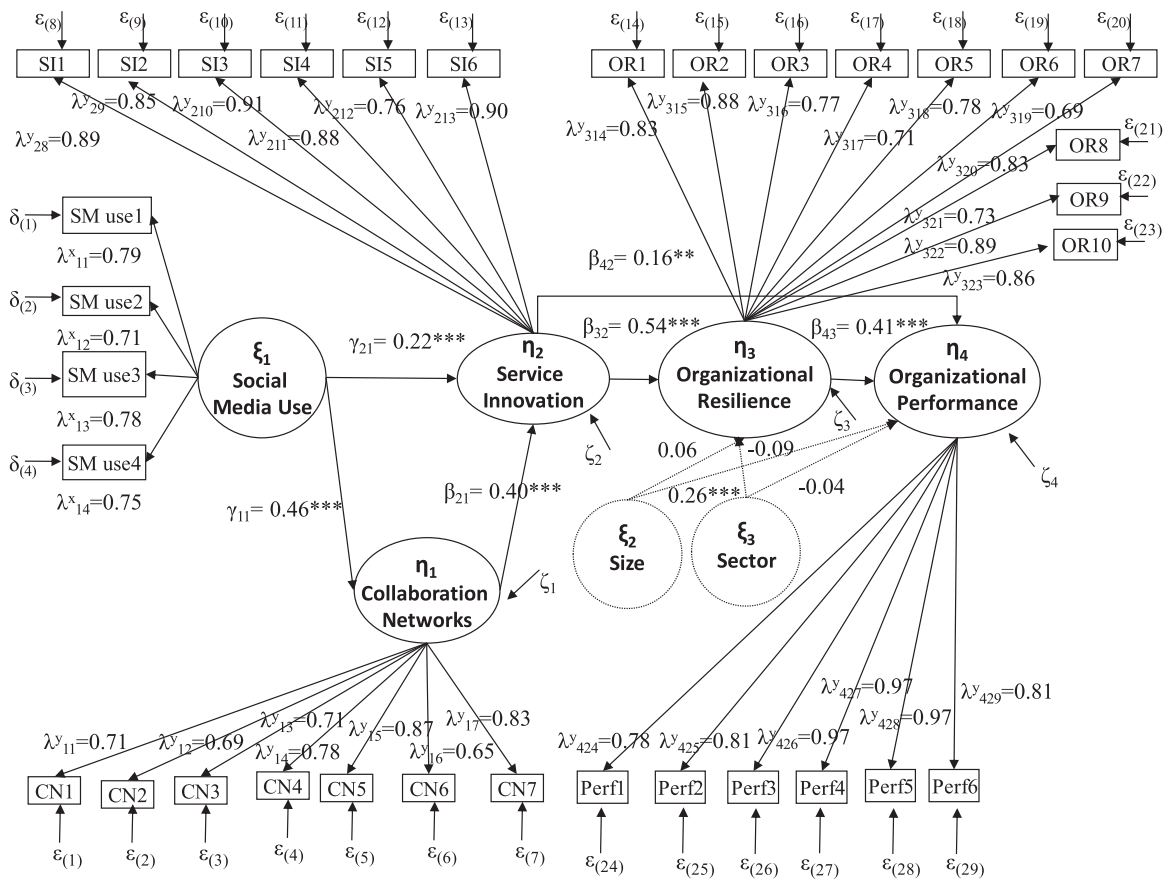 ε(8) ε(9) ε(10) ε(11) ε(12) ε(13) ε(14) ε(15) ε(16) ε(17) ε(18) ε(19) ε(20)
SI1 SI2 SI3 SI4 SI5 SI6 OR1 OR2 OR3 OR4 OR5 OR6 OR7
λʸ₂₉=0.85 λʸ₂₁₀=0.91 λʸ₂₁₂=0.76 λʸ₂₁₃=0.90 λʸ₃₁₅=0.88 λʸ₃₁₆=0.77 λʸ₃₁₈=0.78 λʸ₃₁₉=0.69
λʸ₂₈=0.89 λʸ₂₁₁=0.88 λʸ₃₁₄=0.83 λʸ₃₁₇=0.71
ε(21)
OR8
λʸ₃₂₀=0.83
ε(22)
OR9
λʸ₃₂₁=0.73
ε(23)
OR10
λʸ₃₂₂=0.89
λʸ₃₂₃=0.86
δ(1) SM use1
λˣ₁₁=0.79
δ(2) SM use2
λˣ₁₂=0.71
δ(3) SM use3
λˣ₁₃=0.78
δ(4) SM use4
λˣ₁₄=0.75
β₄₂= 0.16**
γ₂₁= 0.22*** β₃₂= 0.54*** β₄₃= 0.41***
ξ₁
Social
Media Use
η₂
Service
Innovation
η₃
Organizational
Resilience
η₄
Organizational
Performance
ζ₂
ζ₃
ζ₄
0.06 -0.09
0.26*** -0.04
γ₁₁= 0.46*** β₂₁= 0.40***
ξ₂
Size
ξ₃
Sector
η₁
Collaboration
Networks
ζ₁
λʸ₁₁=0.71 λʸ₁₂=0.69 λʸ₁₃=0.71 λʸ₁₄=0.78 λʸ₁₅=0.87 λʸ₁₆=0.65 λʸ₁₇=0.83
λʸ₄₂₄=0.78 λʸ₄₂₅=0.81 λʸ₄₂₆=0.97 λʸ₄₂₇=0.97 λʸ₄₂₈=0.97 λʸ₄₂₉=0.81
CN1 CN2 CN3 CN4 CN5 CN6 CN7 Perf1 Perf2 Perf3 Perf4 Perf5 Perf6
ε(1) ε(2) ε(3) ε(4) ε(5) ε(6) ε(7) ε(24) ε(25) ε(26) ε(27) ε(28) ε(29)